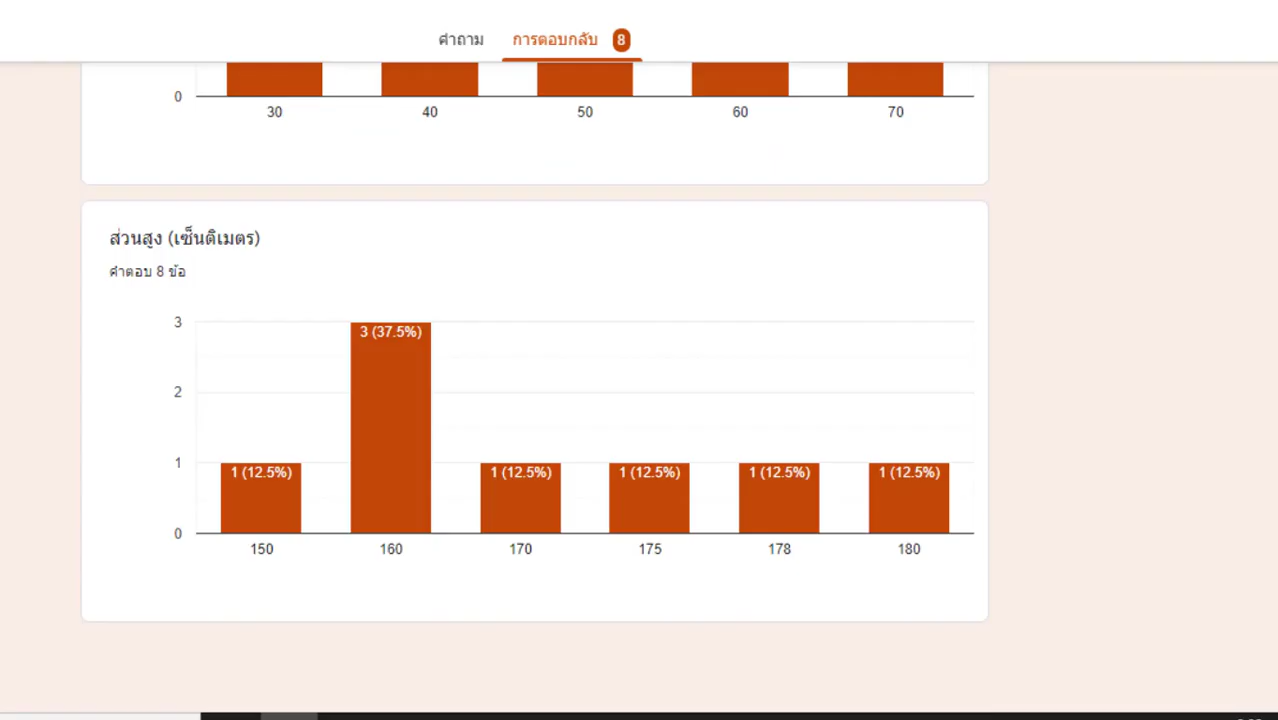 คำถาม การตอบกลับ 8
0
30 40 50 60 70
ส่วนสูง (เซ็นติเมตร)
คำตอบ 8 ข้อ
3
3 (37.5%)
2
1
1 (12.5%) 1 (12.5%) 1 (12.5%) 1 (12.5%) 1 (12.5%)
0
150 160 170 175 178 180